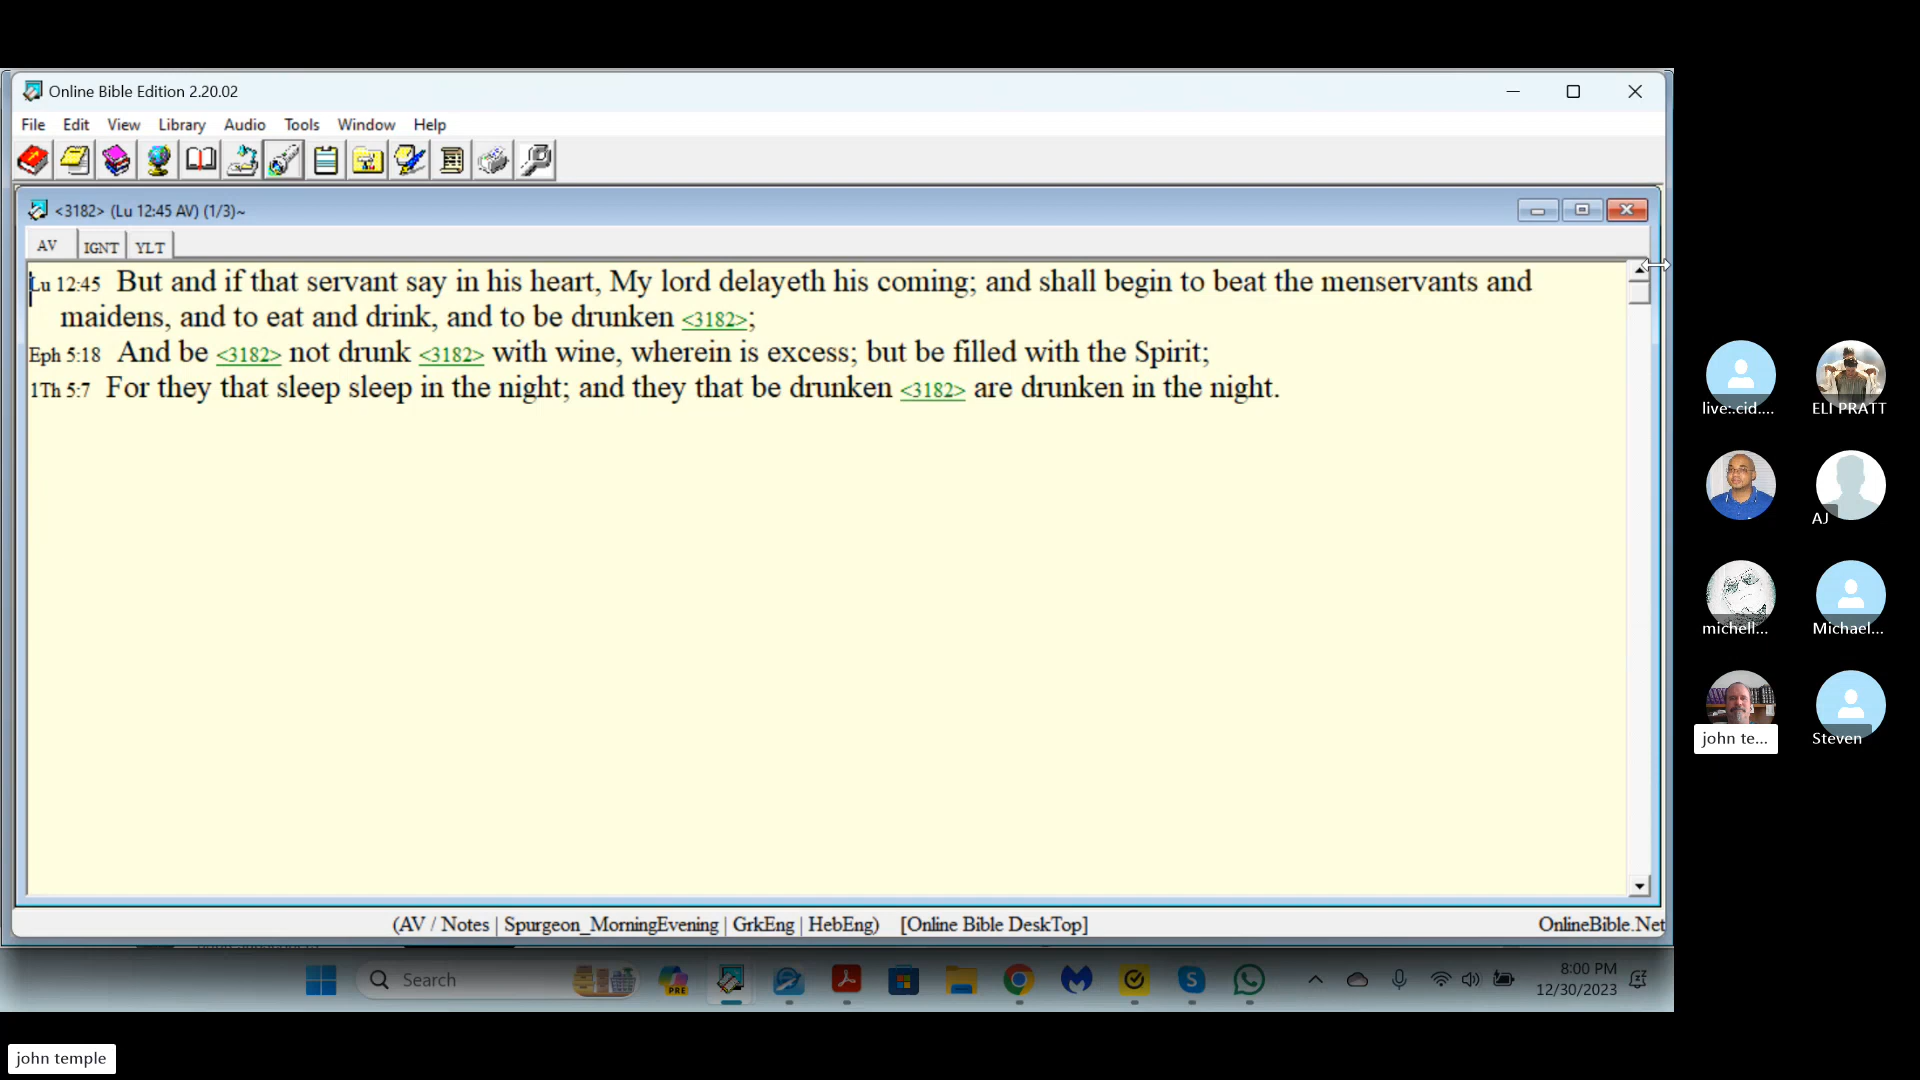 Online Bible Edition 2.20.02
File Edit View Library Audio Tools Window Help
<3182> (Lu 12:45 AV) (1/3)~
AV IGNT YLT
Lu 12:45 But and if that servant say in his heart, My lord delayeth his coming; and shall begin to beat the menservants and
maidens, and to eat and drink, and to be drunken <3182>;
Eph 5:18 And be <3182> not drunk <3182> with wine, wherein is excess; but be filled with the Spirit;
1Th 5:7 For they that sleep sleep in the night; and they that be drunken <3182> are drunken in the night.
(AV / Notes | Spurgeon_MorningEvening | GrkEng | HebEng) [Online Bible DeskTop]
OnlineBible.Net
Search
PRE
8:00 PM
12/30/2023
live:.cid....
ELI PRATT
AJ
michell...
Michael...
john te...
Steven
john temple